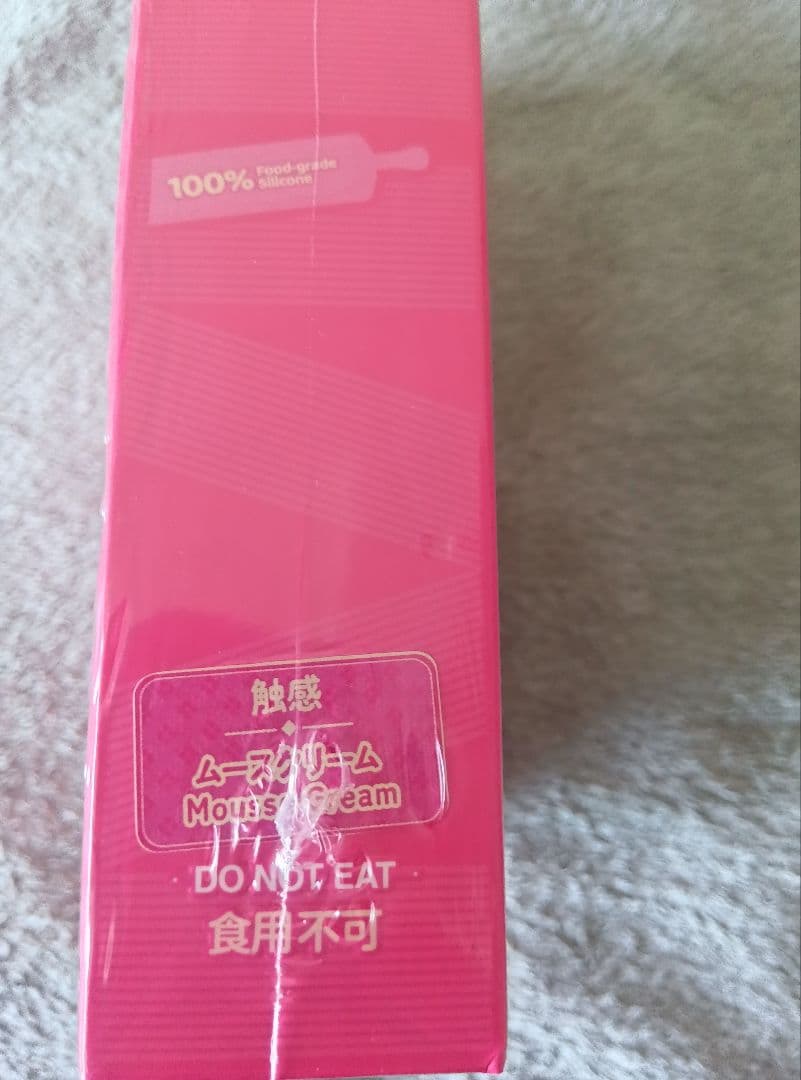 100% Food-grade
silicone
触感
ムースクリーム
Mousse Cream
DO NOT EAT
食用不可